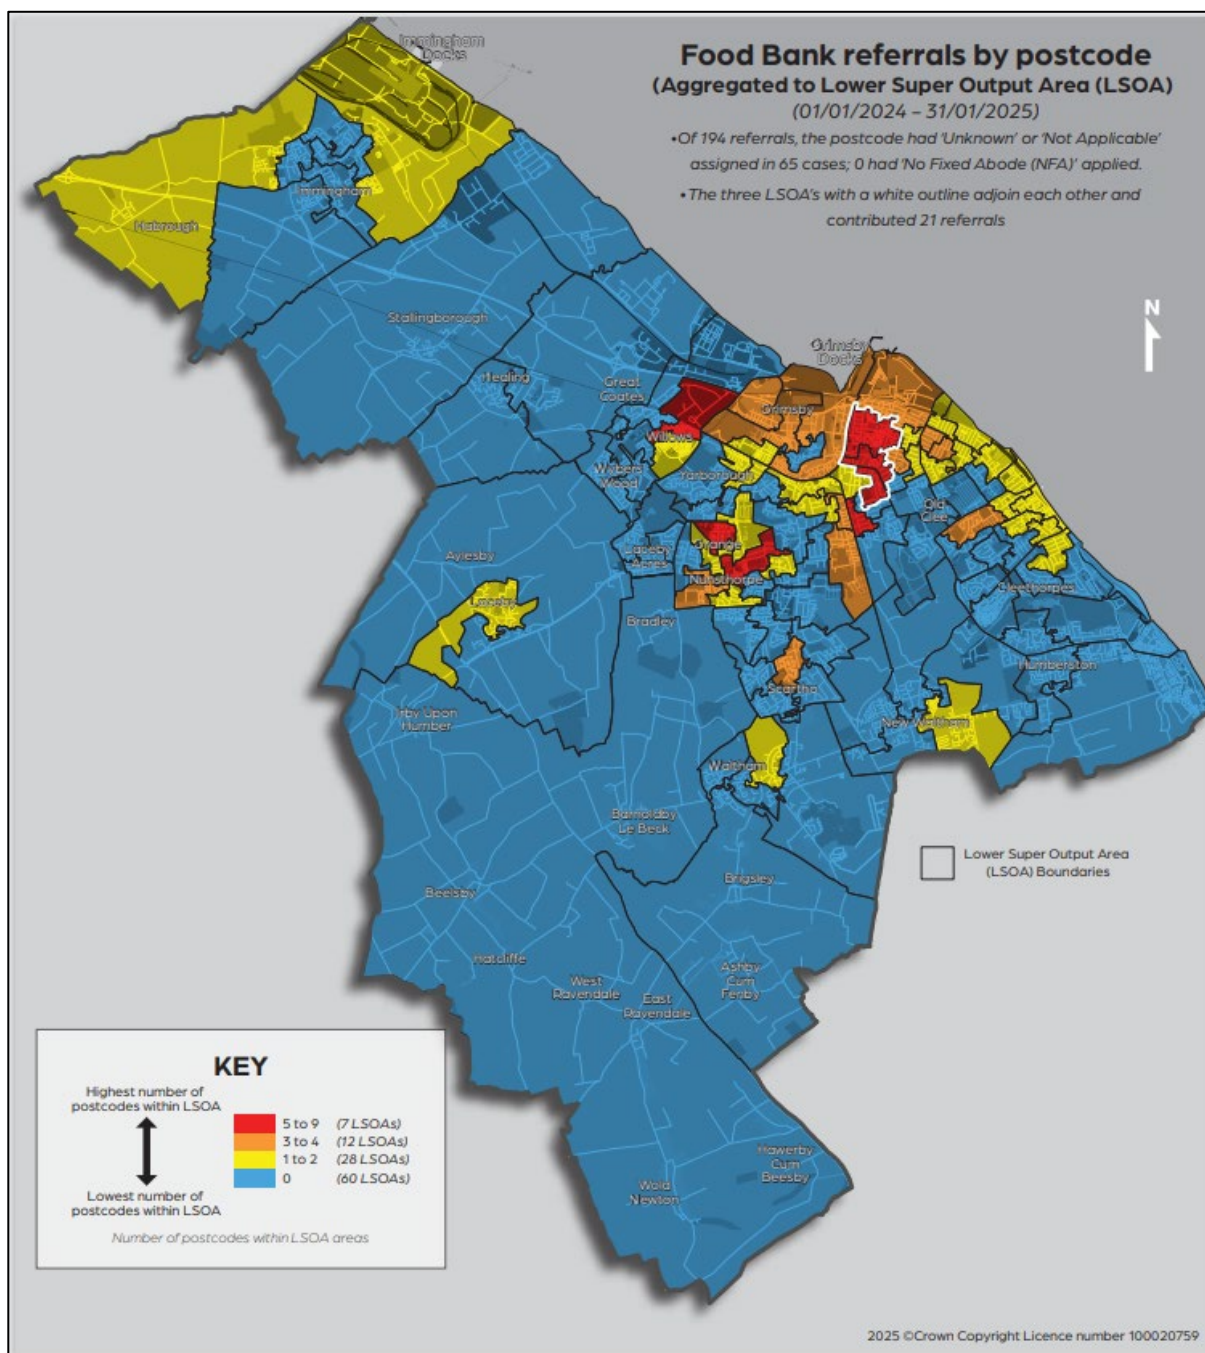 Immingham
Docks
Food Bank referrals by postcode
(Aggregated to Lower Super Output Area (LSOA)
(01/01/2024 – 31/01/2025)
•Of 194 referrals, the postcode had ‘Unknown’ or ‘Not Applicable’
assigned in 65 cases; 0 had ‘No Fixed Abode (NFA)’ applied.
•The three LSOA’s with a white outline adjoin each other and
contributed 21 referrals
Immingham
Habrough
N
Stallingborough
Grimsby
Docks
Healing
Great
Coates
Grimsby
Willows
Wybers
Wood
Yarborough
Old
Clee
Aylesby
Laceby
Acres
Grange
Nunsthorpe
Cleethorpes
Laceby
Bradley
Humberston
Scartho
Irby Upon
Humber
New Waltham
Waltham
Barnoldby
Le Beck
Lower Super Output Area
(LSOA) Boundaries
Brigsley
Beelsby
Hatcliffe
Ashby
Cum
Fenby
West
Ravendale
East
Ravendale
KEY
Highest number of
postcodes within LSOA
5 to 9 (7 LSOAs)
3 to 4 (12 LSOAs)
1 to 2 (28 LSOAs)
0 (60 LSOAs)
Lowest number of
postcodes within LSOA
Number of postcodes within LSOA areas
Hawerby
Cum
Beesby
Wold
Newton
2025 ©Crown Copyright Licence number 100020759